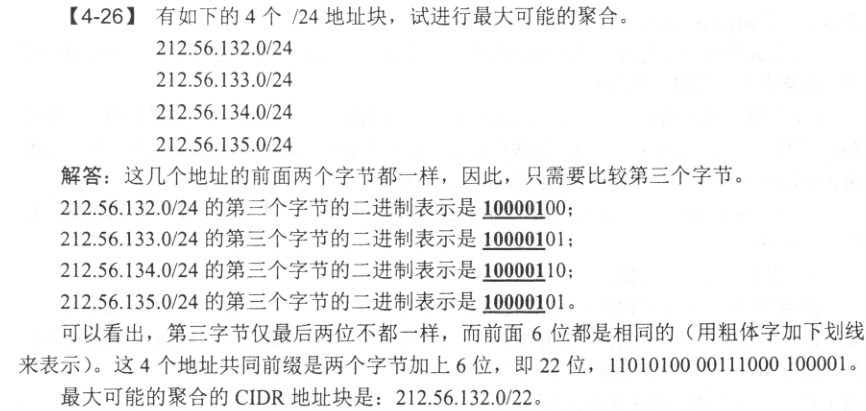 【4-26】 有如下的 4 个 /24 地址块，试进行最大可能的聚合。
212.56.132.0/24
212.56.133.0/24
212.56.134.0/24
212.56.135.0/24
解答：这几个地址的前面两个字节都一样，因此，只需要比较第三个字节。
212.56.132.0/24 的第三个字节的二进制表示是 10000100；
212.56.133.0/24 的第三个字节的二进制表示是 10000101；
212.56.134.0/24 的第三个字节的二进制表示是 10000110；
212.56.135.0/24 的第三个字节的二进制表示是 10000101。
可以看出，第三字节仅最后两位不都一样，而前面 6 位都是相同的（用粗体字加下划线
来表示）。这 4 个地址共同前缀是两个字节加上 6 位，即 22 位，11010100 00111000 100001。
最大可能的聚合的 CIDR 地址块是：212.56.132.0/22。